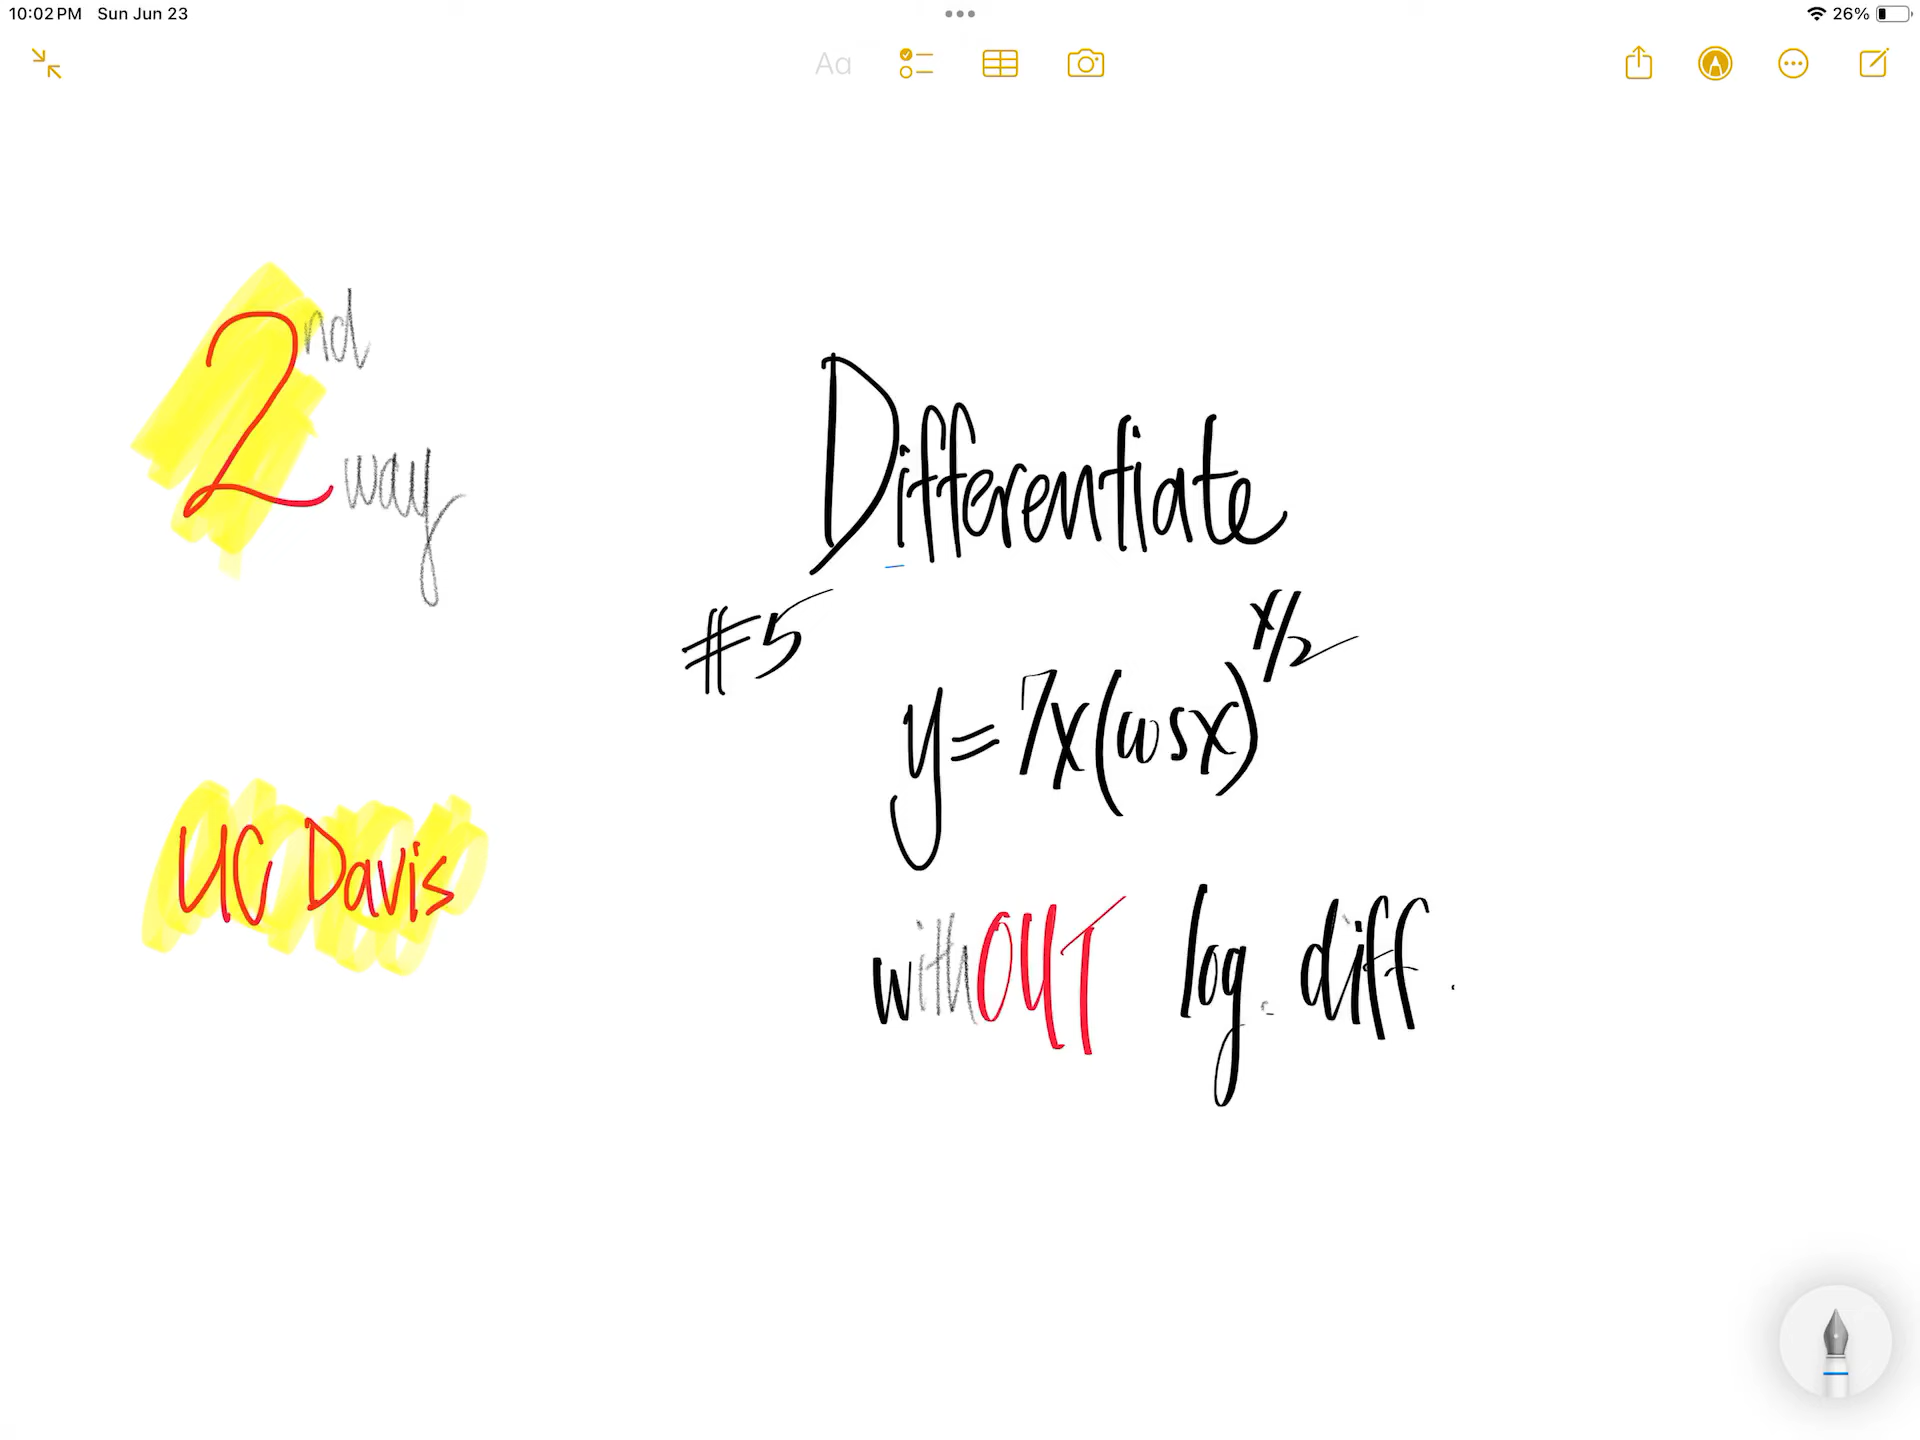 10:02 PM Sun Jun 23
26%
Aa
2nd
way
Differentiate
#5
y = 7x(cosx)^x/2
UC Davis
withOUT log. diff.